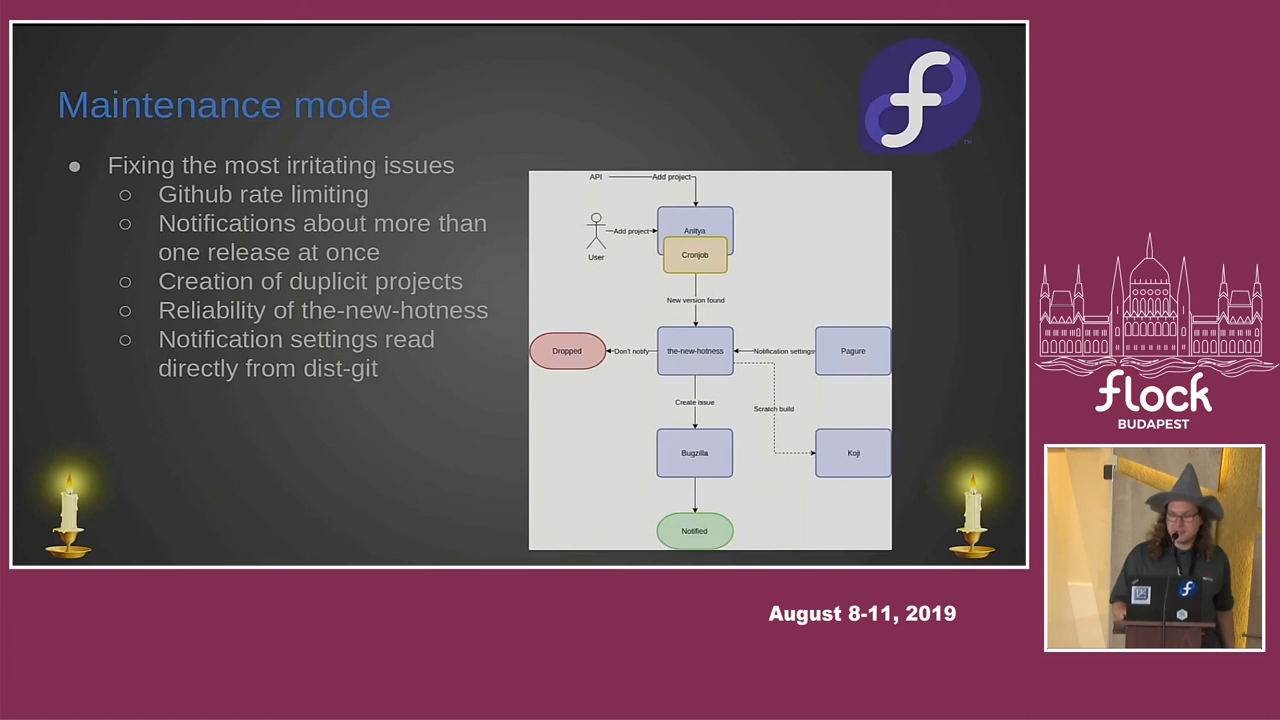 Maintenance mode
Fixing the most irritating issues
Github rate limiting
Notifications about more than
one release at once
Creation of duplicit projects
Reliability of the-new-hotness
Notification settings read
directly from dist-git
API
Add project
Anitya
Add project
User
Cronjob
New version found
Dropped
Don't notify
the-new-hotness
Notification settings
Pagure
Create issue
Scratch build
Bugzilla
Koji
Notified
TM
flock
BUDAPEST
August 8-11, 2019